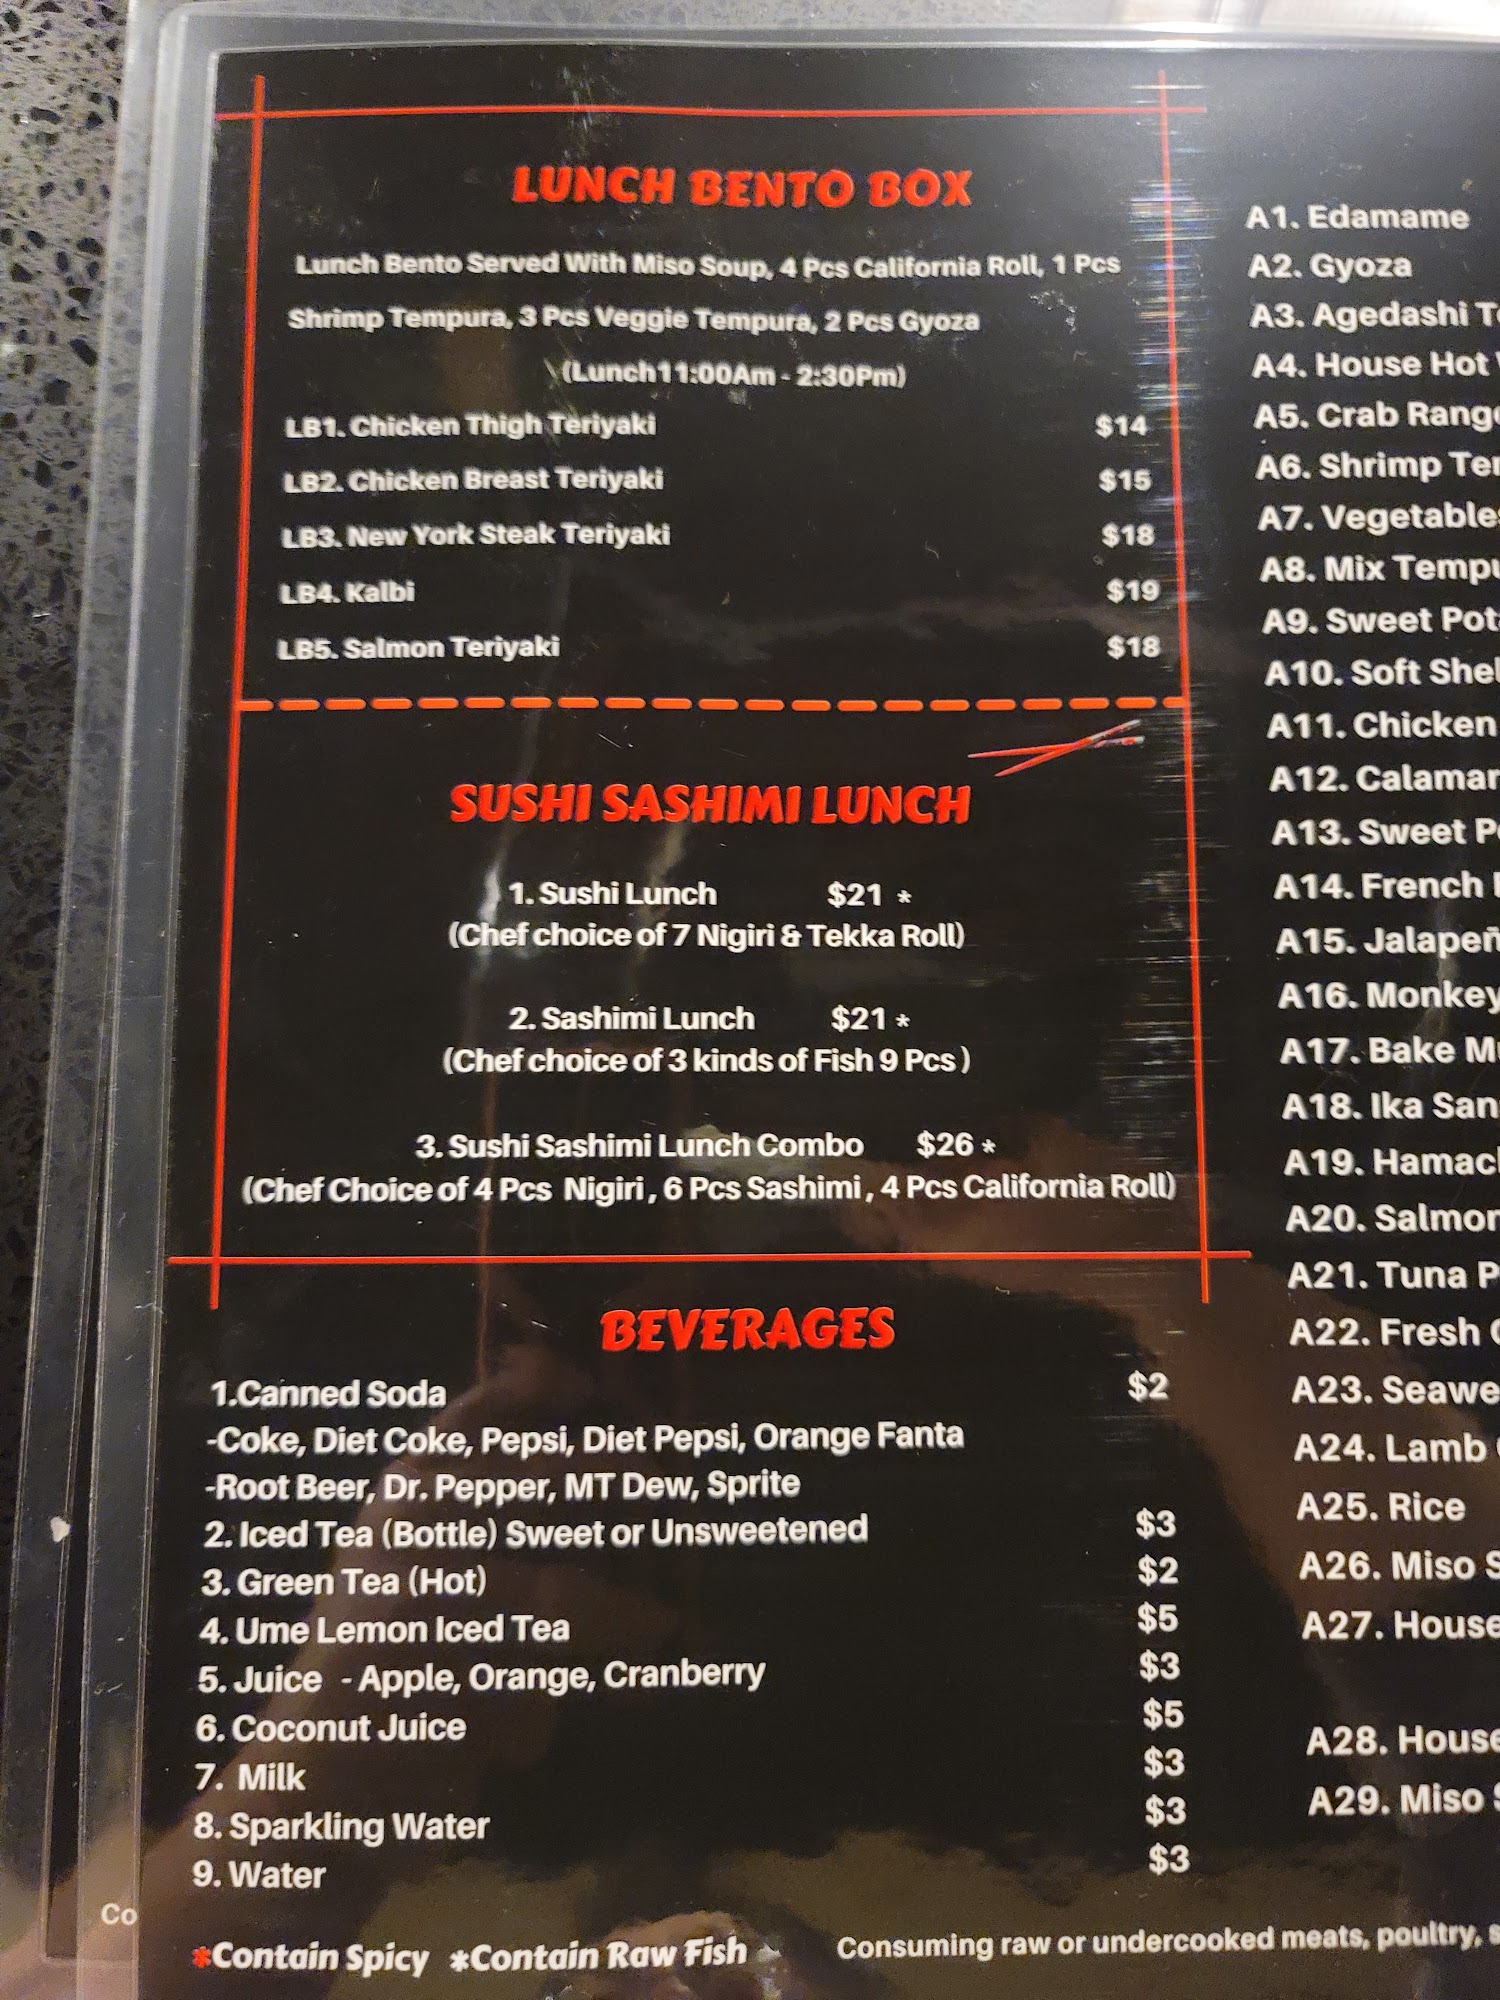 LUNCH BENTO BOX
Lunch Bento Served With Miso Soup, 4 Pcs California Roll, 1 Pcs
Shrimp Tempura, 3 Pcs Veggie Tempura, 2 Pcs Gyoza
(Lunch11:00Am - 2:30Pm)
LB1. Chicken Thigh Teriyaki $14
LB2. Chicken Breast Teriyaki $15
LB3. New York Steak Teriyaki $18
LB4. Kalbi $19
LB5. Salmon Teriyaki $18
SUSHI SASHIMI LUNCH
1. Sushi Lunch $21 *
(Chef choice of 7 Nigiri & Tekka Roll)
2. Sashimi Lunch $21 *
(Chef choice of 3 kinds of Fish 9 Pcs )
3. Sushi Sashimi Lunch Combo $26 *
(Chef Choice of 4 Pcs Nigiri , 6 Pcs Sashimi , 4 Pcs California Roll)
BEVERAGES
1.Canned Soda $2
-Coke, Diet Coke, Pepsi, Diet Pepsi, Orange Fanta
-Root Beer, Dr. Pepper, MT Dew, Sprite
2. Iced Tea (Bottle) Sweet or Unsweetened $3
3. Green Tea (Hot) $2
4. Ume Lemon Iced Tea $5
5. Juice - Apple, Orange, Cranberry $3
6. Coconut Juice $5
7. Milk $3
8. Sparkling Water $3
9. Water $3
Co
*Contain Spicy *Contain Raw Fish
Consuming raw or undercooked meats, poultry, s
A1. Edamame
A2. Gyoza
A3. Agedashi
A4. House Hot
A5. Crab
A6. Shrimp
A7. Vegetables
A8. Mix
A9. Sweet
A10. Soft
A11. Chicken
A12.
A13. Sweet
A14. French
A15.
A16. Monkey
A17. Bake
A18. Ika
A19.
A20. Salmon
A21. Tuna
A22. Fresh
A23.
A24. Lamb
A25. Rice
A26. Miso
A27. House
A28. House
A29. Miso